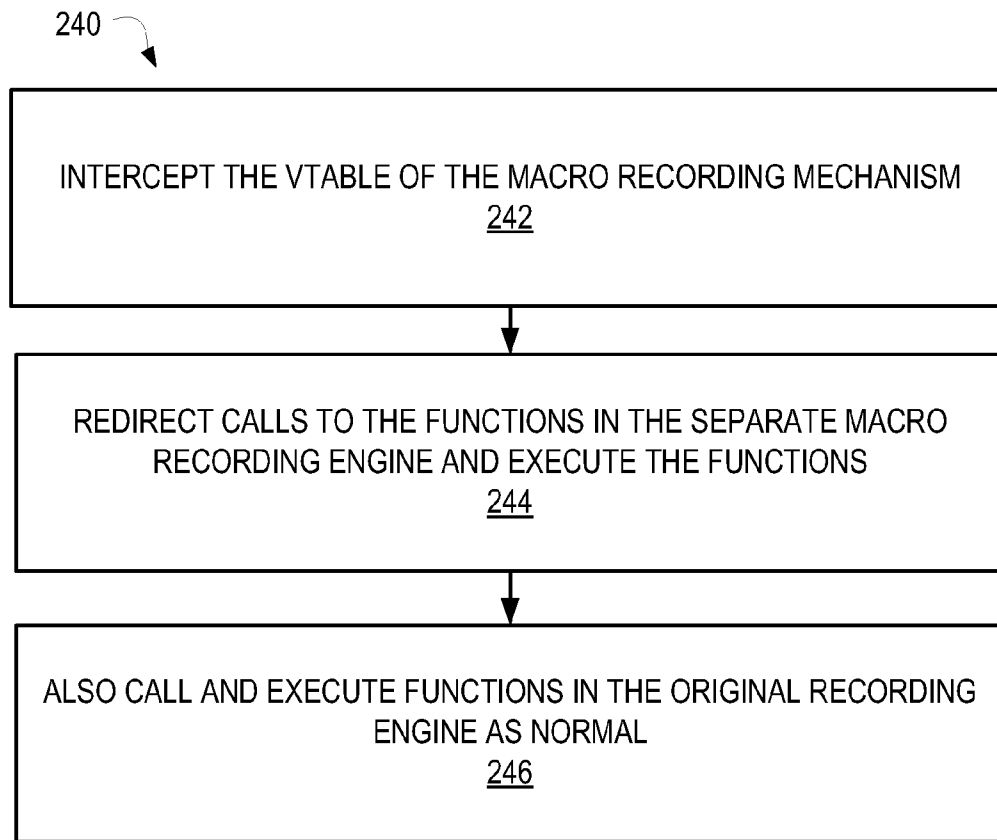 240
INTERCEPT THE VTABLE OF THE MACRO RECORDING MECHANISM
242
REDIRECT CALLS TO THE FUNCTIONS IN THE SEPARATE MACRO
RECORDING ENGINE AND EXECUTE THE FUNCTIONS
244
ALSO CALL AND EXECUTE FUNCTIONS IN THE ORIGINAL RECORDING
ENGINE AS NORMAL
246